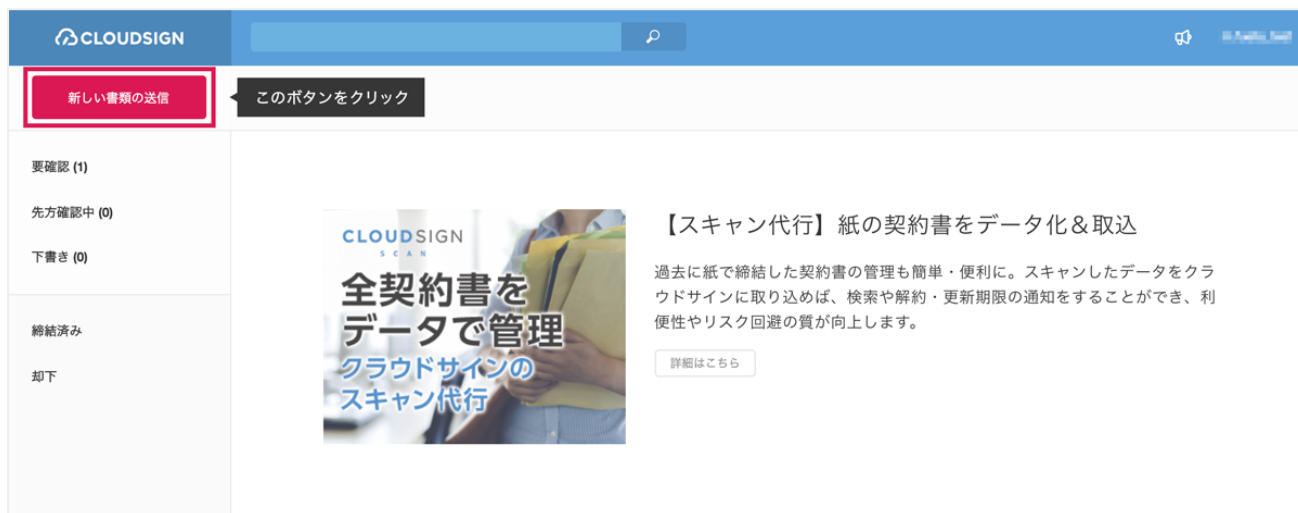 CLOUDSIGN
新しい書類の送信
このボタンをクリック
要確認 (1)
先方確認中 (0)
下書き (0)
締結済み
却下
CLOUDSIGN
SCAN
全契約書を
データで管理
クラウドサインの
スキャン代行
【スキャン代行】紙の契約書をデータ化＆取込
過去に紙で締結した契約書の管理も簡単・便利に。スキャンしたデータをクラ
ウドサインに取り込めば、検索や解約・更新期限の通知をすることができ、利
便性やリスク回避の質が向上します。
詳細はこちら